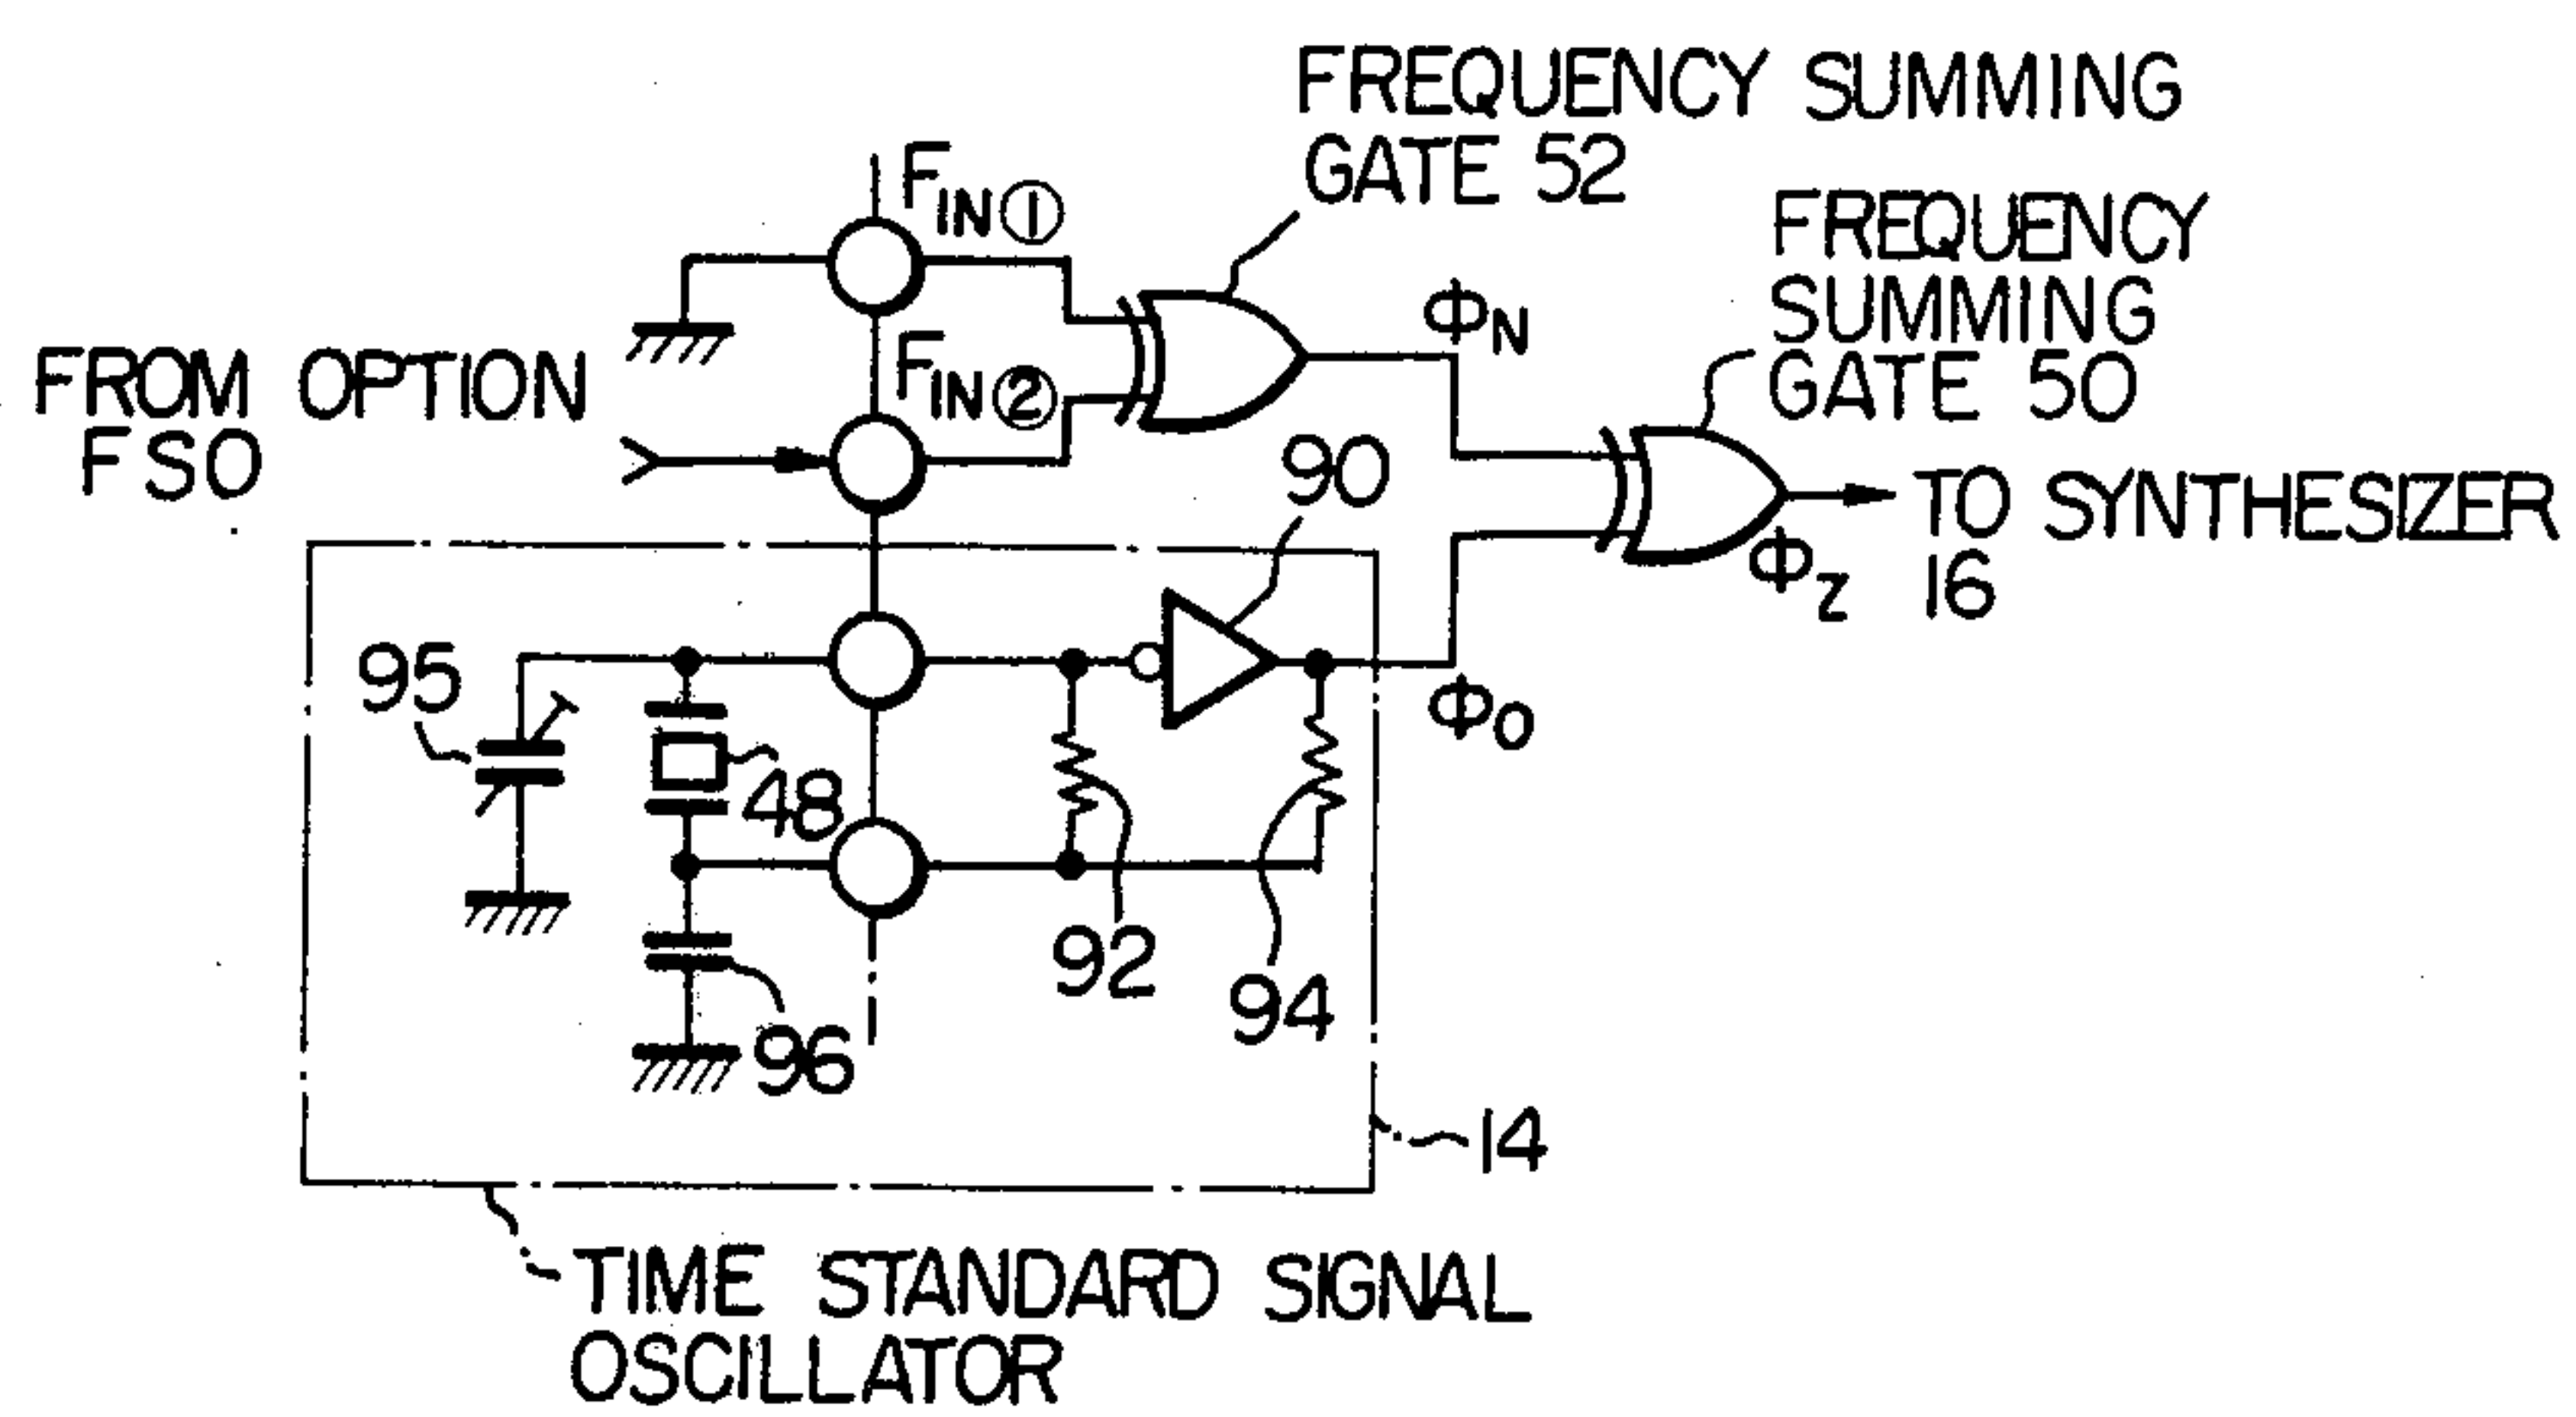 FREQUENCY SUMMING
GATE 52
FIN①
FREQUENCY
SUMMING
GATE 50
ΦN
FIN②
FROM OPTION
FSO
90
TO SYNTHESIZER
16
ΦZ
95
48
ΦO
92
94
96
14
TIME STANDARD SIGNAL
OSCILLATOR